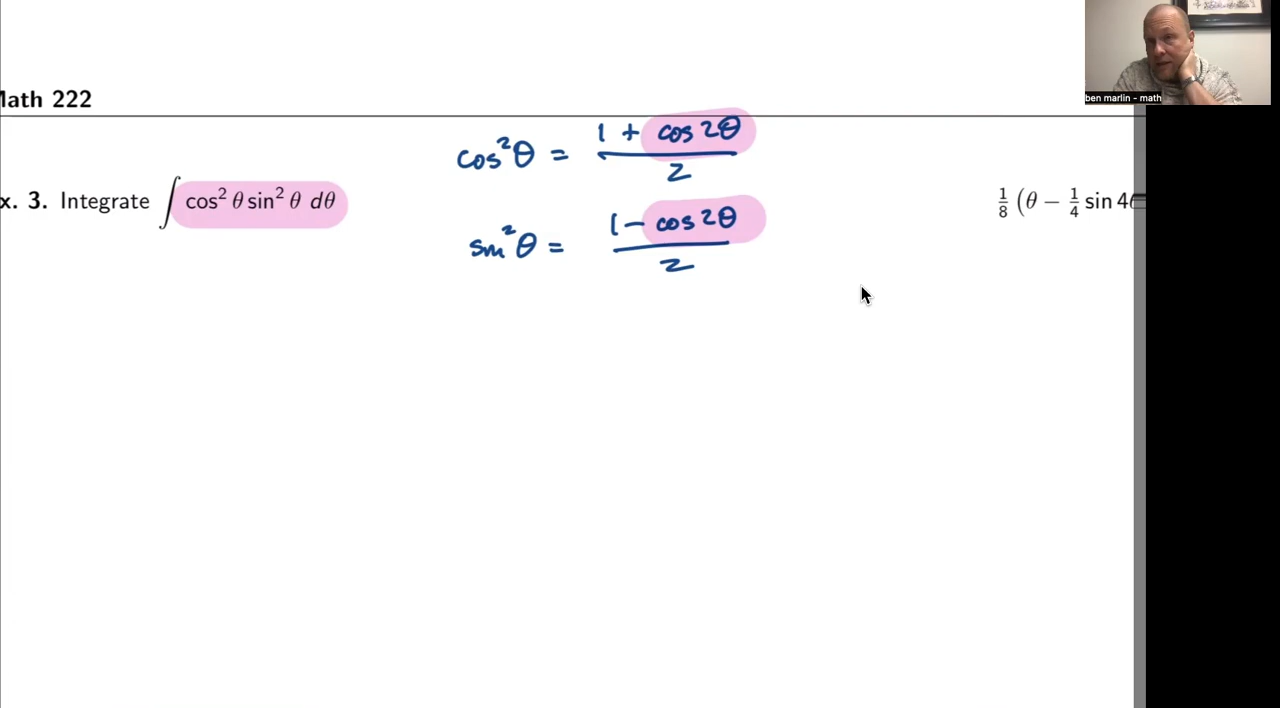 ben marlin - math
Math 222
cos²θ = (1 + cos 2θ)/2
x. 3. Integrate ∫ cos² θ sin² θ dθ
1/8 (θ − 1/4 sin 4θ
sin²θ = (1 − cos 2θ)/2